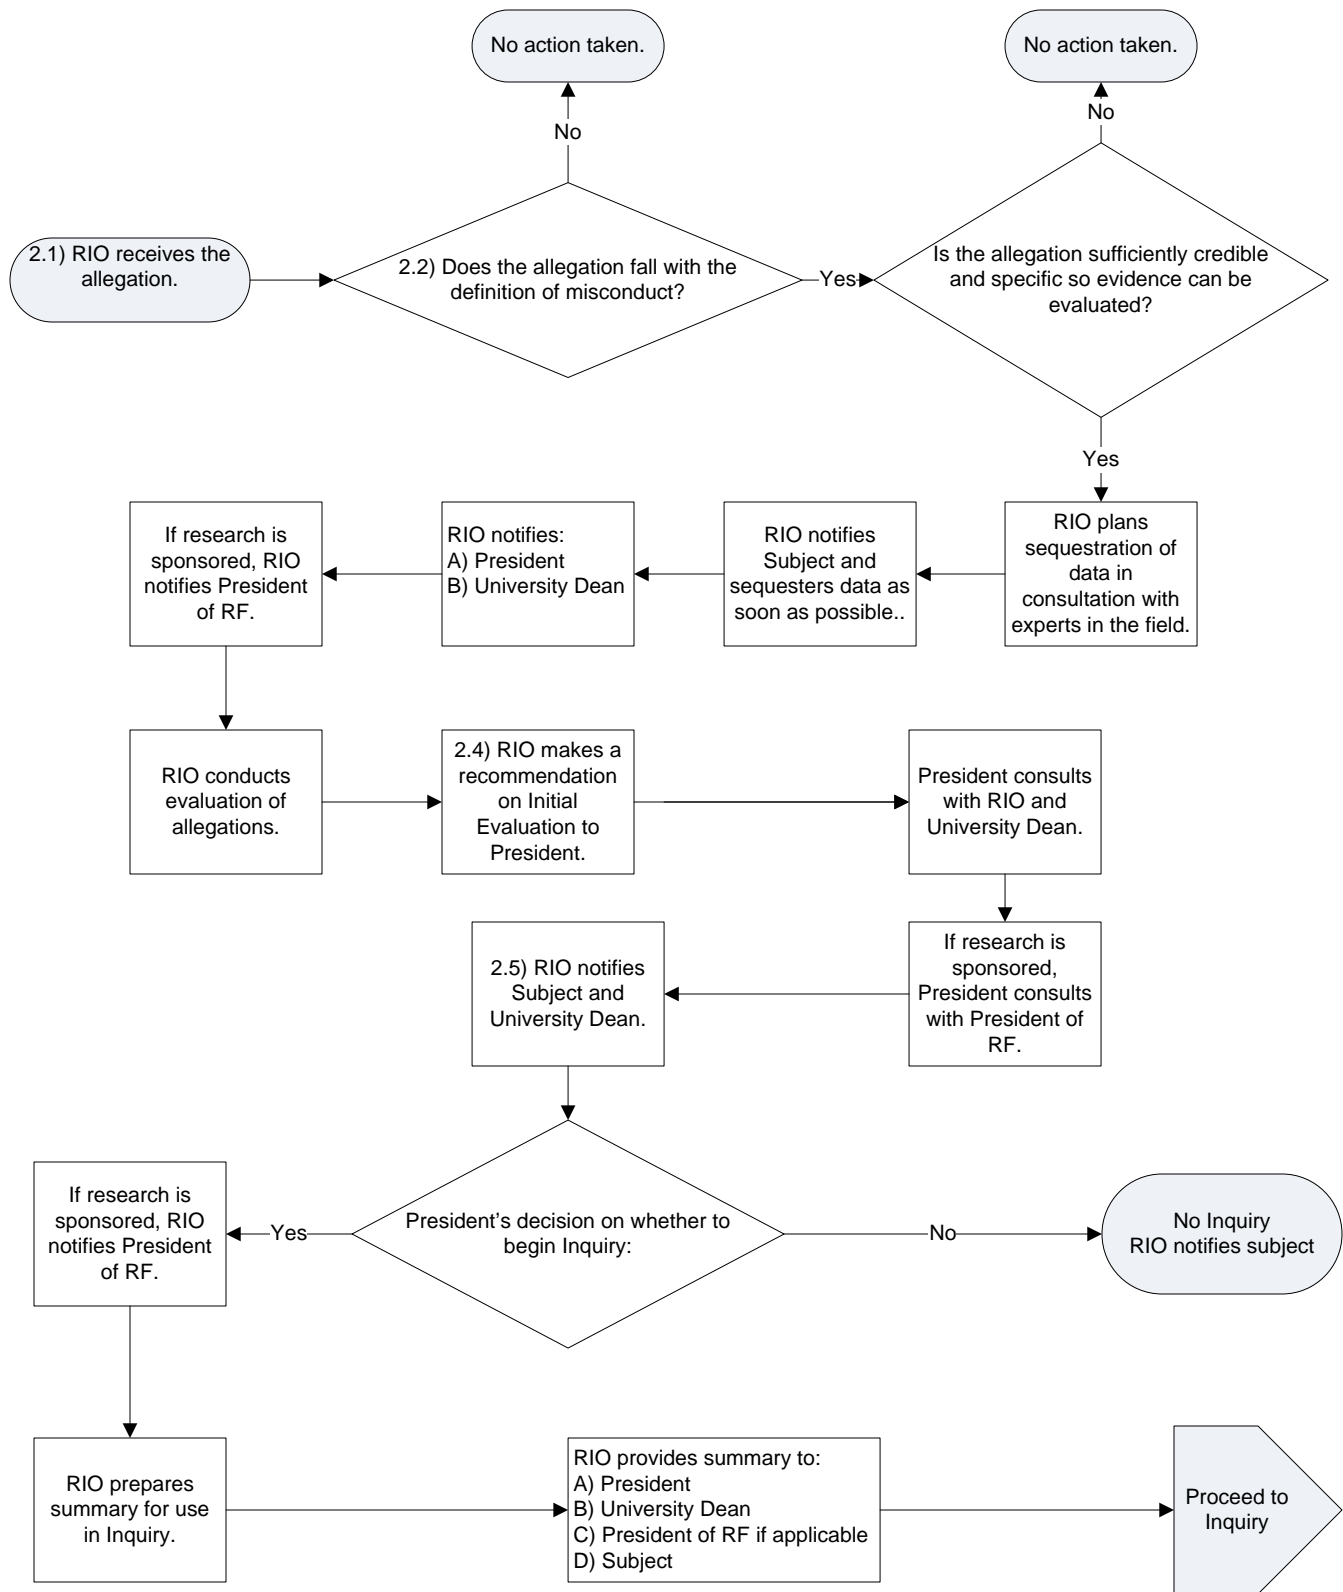 No action taken.
No action taken.
No
No
2.1) RIO receives the
allegation.
2.2) Does the allegation fall with the
definition of misconduct?
Yes
Is the allegation sufficiently credible
and specific so evidence can be
evaluated?
Yes
RIO plans
sequestration of
data in
consultation with
experts in the field.
RIO notifies
Subject and
sequesters data as
soon as possible..
RIO notifies:
A) President
B) University Dean
If research is
sponsored, RIO
notifies President
of RF.
RIO conducts
evaluation of
allegations.
2.4) RIO makes a
recommendation
on Initial
Evaluation to
President.
President consults
with RIO and
University Dean.
If research is
sponsored,
President consults
with President of
RF.
2.5) RIO notifies
Subject and
University Dean.
President’s decision on whether to
begin Inquiry:
No
No Inquiry
RIO notifies subject
Yes
If research is
sponsored, RIO
notifies President
of RF.
RIO prepares
summary for use
in Inquiry.
RIO provides summary to:
A) President
B) University Dean
C) President of RF if applicable
D) Subject
Proceed to
Inquiry